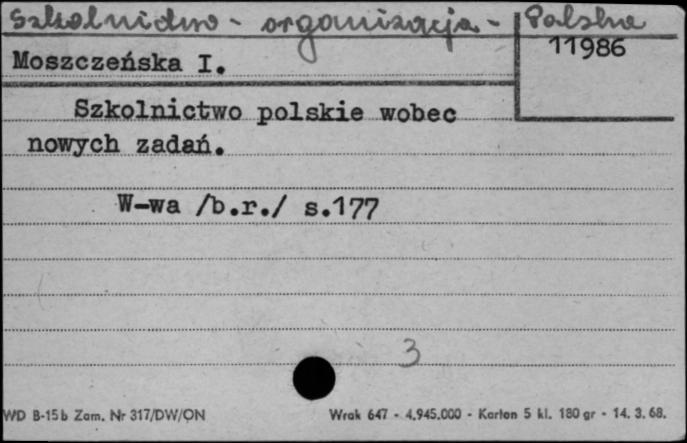 Szkolnictwo - organizacja - Polska
11986
Moszczeńska I.
Szkolnictwo polskie wobec
nowych zadań.
W-wa /b.r./ s.177
3
WD B-15b Zam. Nr 317/DW/ON Wrak 647 - 4.945.000 - Karton 5 kl. 180 gr - 14. 3. 68.